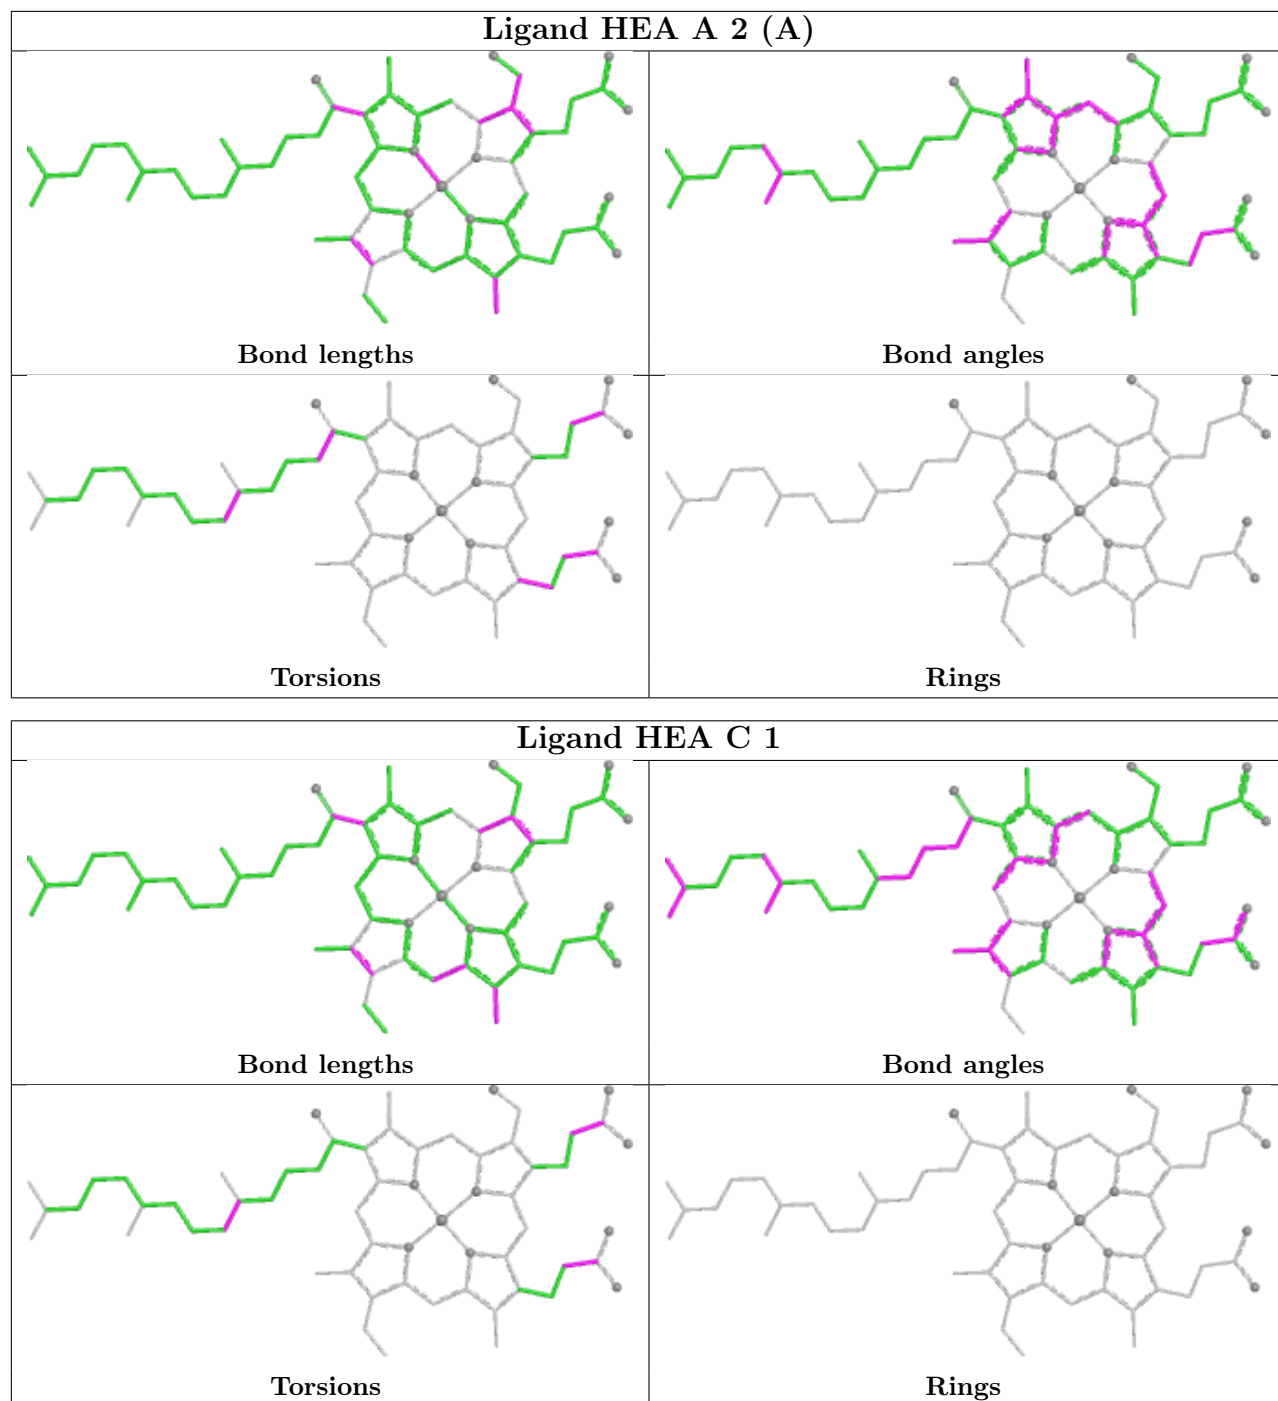 Ligand HEA A 2 (A)
Bond lengths
Bond angles
Torsions
Rings
Ligand HEA C 1
Bond lengths
Bond angles
Torsions
Rings